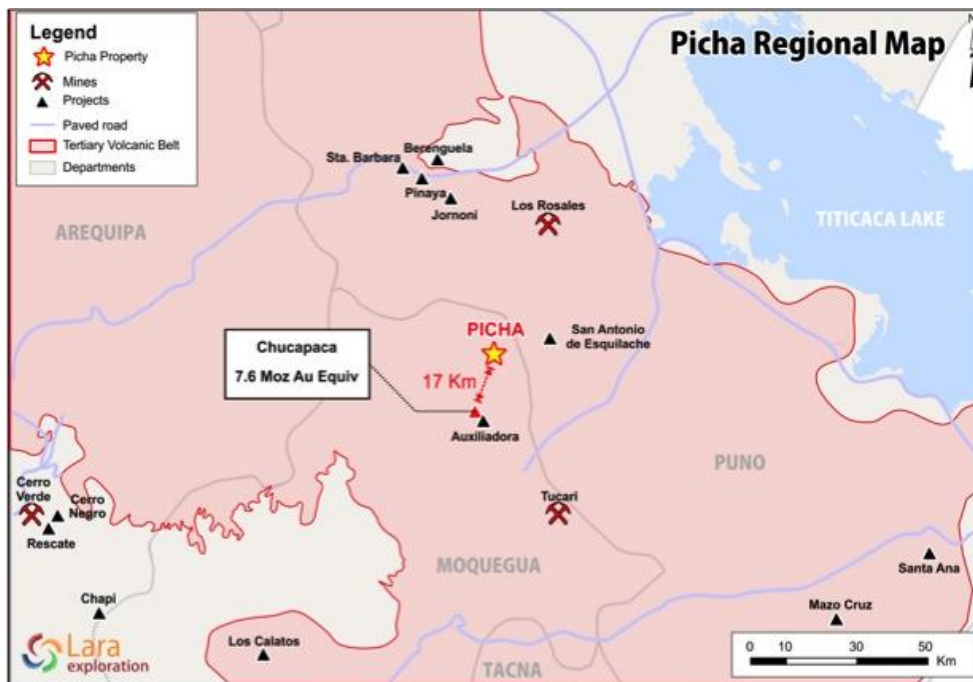 Legend
Picha Property
Mines
Projects
Paved road
Tertiary Volcanic Belt
Departments
Picha Regional Map
N
Berenguela
Sta. Barbara
Pinaya
Jornoni
Los Rosales
AREQUIPA
TITICACA LAKE
PICHA
San Antonio
de Esquilache
Chucapaca
7.6 Moz Au Equiv
17 Km
Auxiliadora
PUNO
Cerro
Verde
Cerro
Negro
Rescate
Tucari
MOQUEGUA
Santa Ana
Chapi
Mazo Cruz
Los Calatos
Lara
exploration
TACNA
0 10 20 30 50
Km